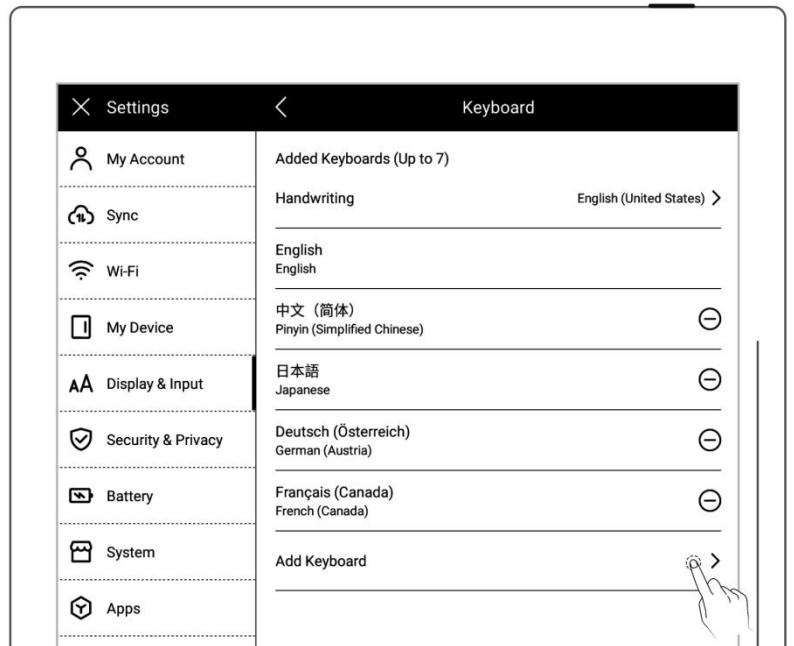 Settings
Keyboard
My Account
Sync
Wi-Fi
My Device
Display & Input
Security & Privacy
Battery
System
Apps
Added Keyboards (Up to 7)
Handwriting English (United States)
English
English
中文（简体）
Pinyin (Simplified Chinese)
日本語
Japanese
Deutsch (Österreich)
German (Austria)
Français (Canada)
French (Canada)
Add Keyboard